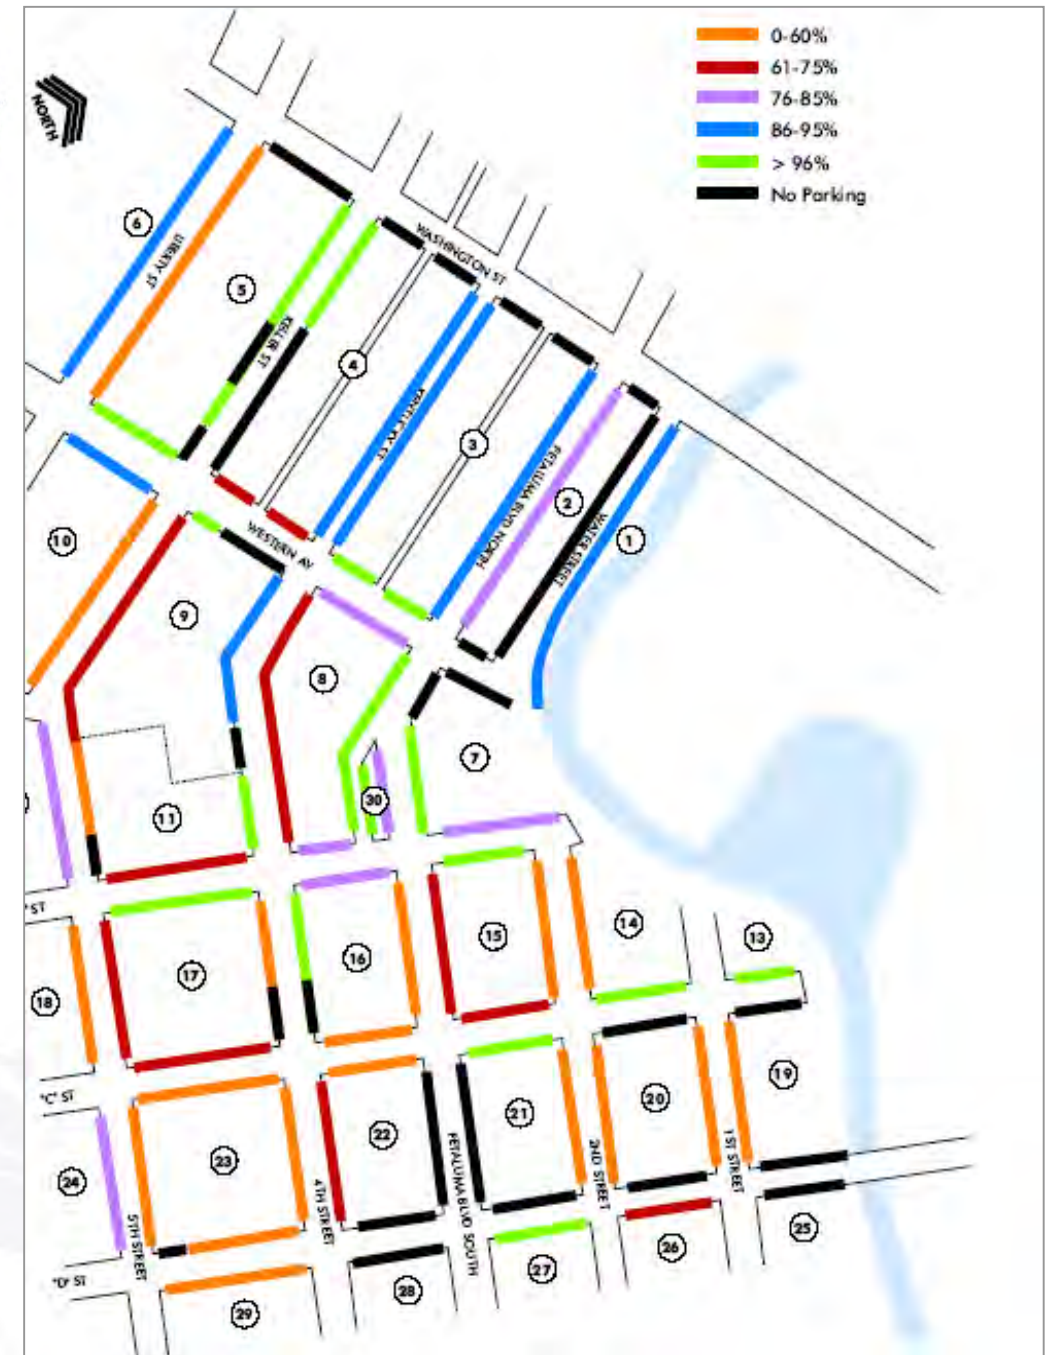 0-60%
61-75%
76-85%
86-95%
> 96%
No Parking
NORTH
6
LIBERTY ST
WASHINGTON ST
5
KELLER ST
4
KENTUCKY ST
3
PETALUMA BLVD NORTH
2
WATER STREET
1
10
WESTERN AV
9
8
7
30
11
ST
14
13
15
16
17
18
"C" ST
19
20
21
22
23
24
5TH STREET
4TH STREET
PETALUMA BLVD SOUTH
2ND STREET
1ST STREET
25
26
27
28
"D" ST
29